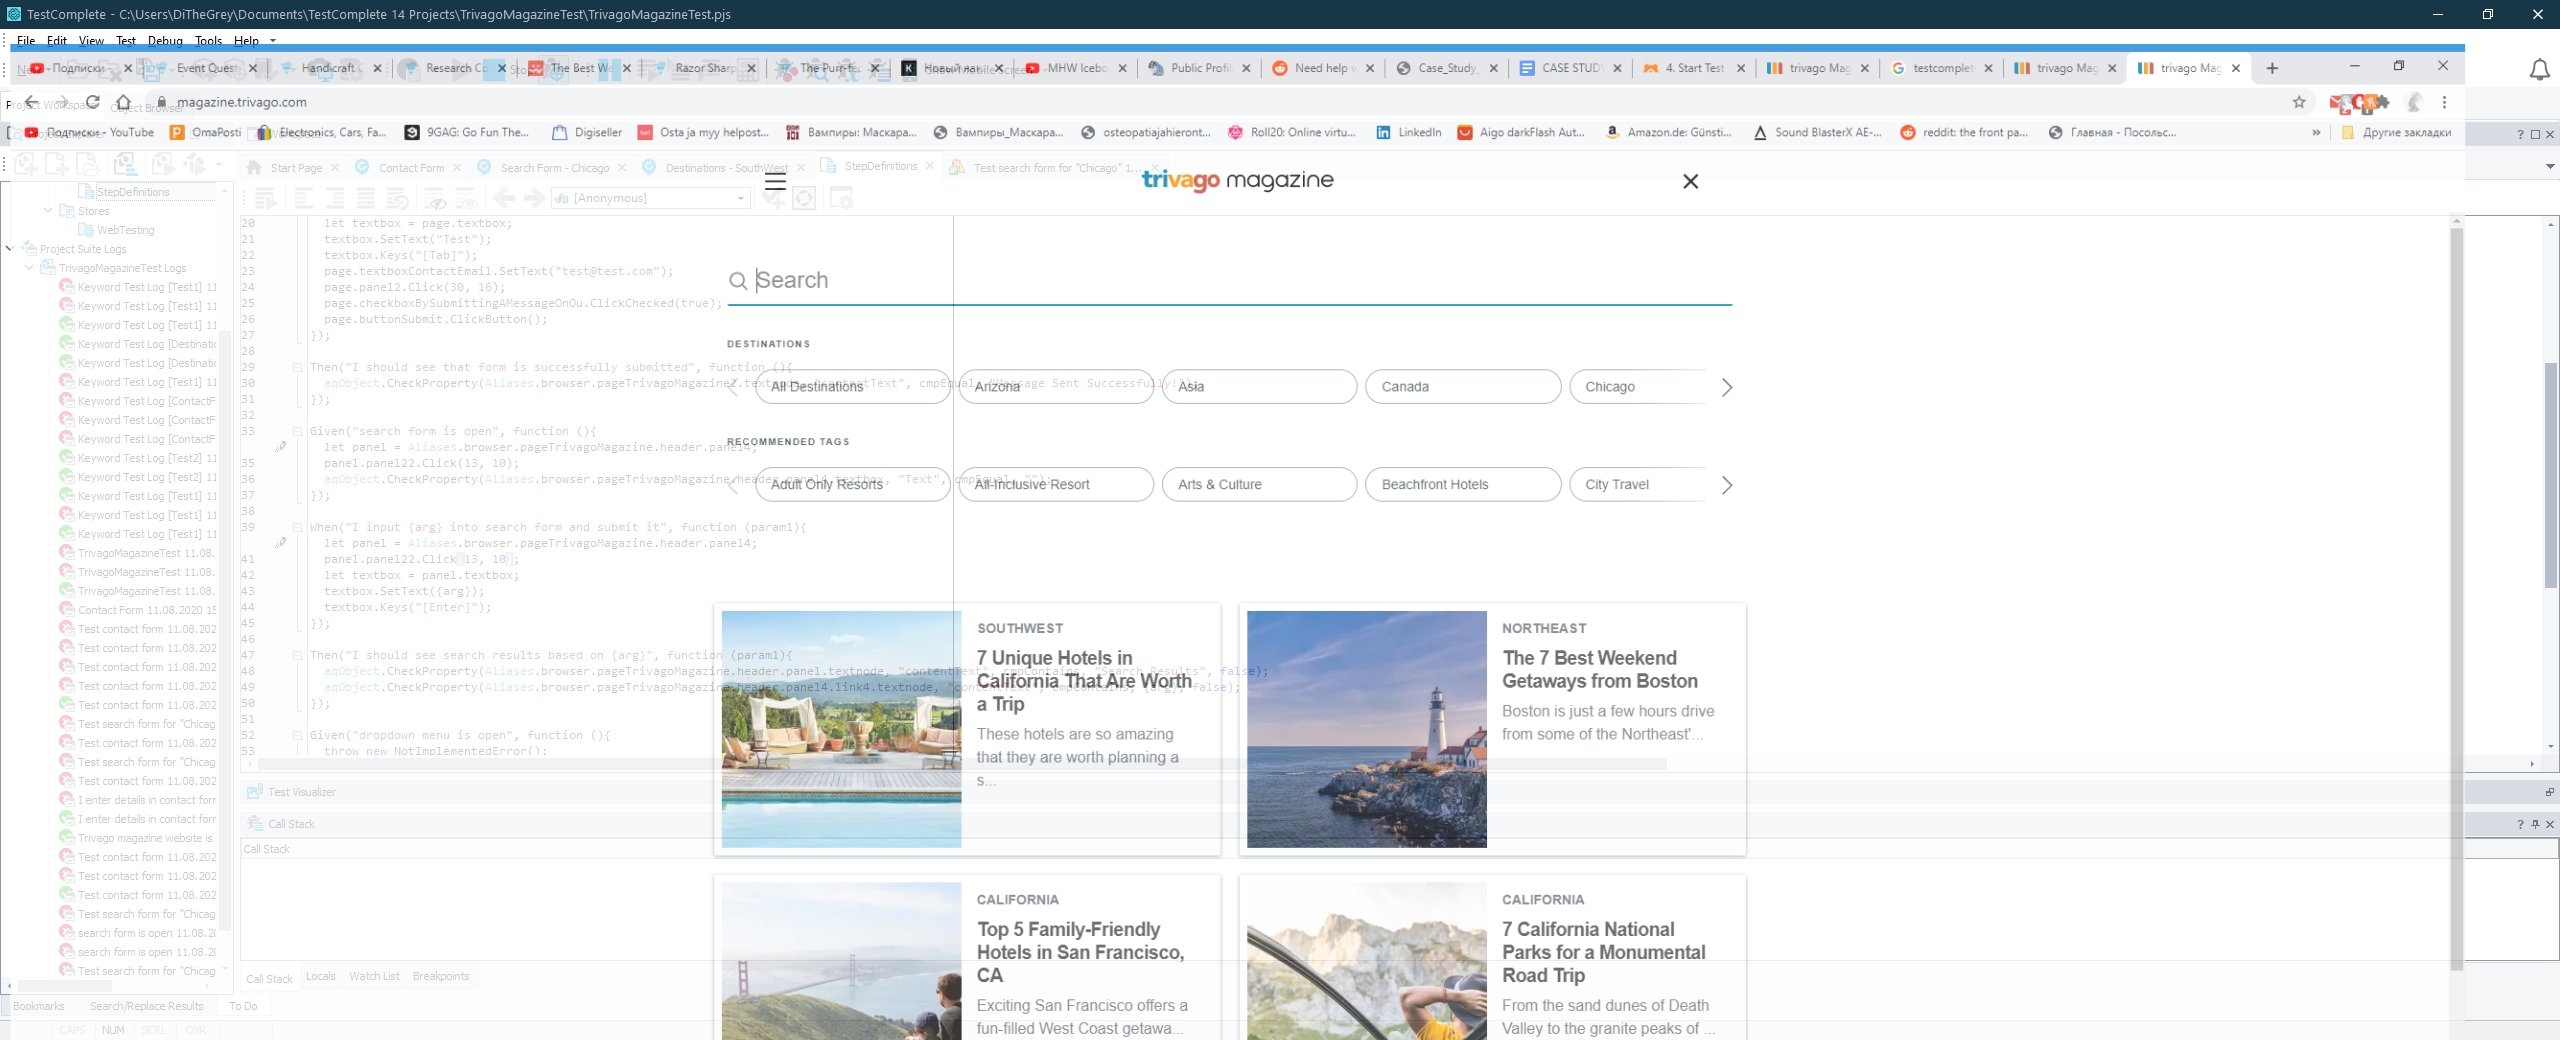 TestComplete - C:\Users\DiTheGrey\Documents\TestComplete 14 Projects\TrivagoMagazineTest\TrivagoMagazineTest.pjs
File Edit View Test Debug Tools Help
Подписки - Event Quest Handicraft C Research Co The Best We Razor Sharp The Purr-fe Новый лаг MHW Icebo Public Profil Need help w Case_Study_ CASE STUDY 4. Start Test trivago Mag testcomplet trivago Mag trivago Mag
Project Workspace Object Browser
magazine.trivago.com
Подписки - YouTube OmaPosti Electronics, Cars, Fa... 9GAG: Go Fun The... Digiseller Osta ja myy helpost... Вампиры: Маскара... Вампиры_Маскара... osteopatiajahieront... Roll20: Online virtu... LinkedIn Aigo darkFlash Aut... Amazon.de: Günsti... Sound BlasterX AE-... reddit: the front pa... Главная - Посольс... » Другие закладки
Start Page Contact Form Search Form - Chicago Destinations - SouthWest StepDefinitions Test search form for "Chicago" 1...
trivago magazine
StepDefinitions
[Anonymous]
Stores
WebTesting
Project Suite Logs
TrivagoMagazineTest Logs
Keyword Test Log [Test1] 11
Keyword Test Log [Test1] 11
Keyword Test Log [Test1] 11
Keyword Test Log [Destinatic
Keyword Test Log [Destinatic
Keyword Test Log [Test1] 11
Keyword Test Log [ContactF
Keyword Test Log [ContactF
Keyword Test Log [ContactF
Keyword Test Log [Test2] 11
Keyword Test Log [Test2] 11
Keyword Test Log [Test1] 11
Keyword Test Log [Test1] 11
Keyword Test Log [Test1] 11
TrivagoMagazineTest 11.08.
TrivagoMagazineTest 11.08.
TrivagoMagazineTest 11.08.
Contact Form 11.08.2020 15
Test contact form 11.08.202
Test contact form 11.08.202
Test contact form 11.08.202
Test contact form 11.08.202
Test contact form 11.08.202
Test search form for "Chicag
Test contact form 11.08.202
Test search form for "Chicag
Test contact form 11.08.202
I enter details in contact forr
I enter details in contact forr
Trivago magazine website is
Test contact form 11.08.202
Test contact form 11.08.202
Test contact form 11.08.202
Test search form for "Chicag
search form is open 11.08.20
search form is open 11.08.20
Test search form for "Chicag
20 let textbox = page.textbox;
21 textbox.SetText("Test");
22 textbox.Keys("[Tab]");
23 page.textboxContactEmail.SetText("test@test.com");
24 page.panel2.Click(30, 16);
25 page.checkboxBySubmittingAMessageOnOu.ClickChecked(true);
26 page.buttonSubmit.ClickButton();
27 });
28
29 Then("I should see that form is successfully submitted", function (){
30 aqObject.CheckProperty(Aliases.browser.pageTrivagoMagazine2.textnode, "contentText", cmpEqual, "Message Sent Successfully!");
31 });
32
33 Given("search form is open", function (){
let panel = Aliases.browser.pageTrivagoMagazine.header.panel4;
35 panel.panel22.Click(13, 10);
36 aqObject.CheckProperty(Aliases.browser.pageTrivagoMagazine.header.panel4.textbox, "Text", cmpEqual, "");
37 });
38
39 When("I input {arg} into search form and submit it", function (param1){
let panel = Aliases.browser.pageTrivagoMagazine.header.panel4;
41 panel.panel22.Click(13, 10);
42 let textbox = panel.textbox;
43 textbox.SetText({arg});
44 textbox.Keys("[Enter]");
45 });
46
47 Then("I should see search results based on {arg}", function (param1){
48 aqObject.CheckProperty(Aliases.browser.pageTrivagoMagazine.header.panel.textnode, "contentText", cmpContains, "Search Results", false);
49 aqObject.CheckProperty(Aliases.browser.pageTrivagoMagazine.header.panel4.link4.textnode, "contentText", cmpContains, {arg}, false);
50 });
51
52 Given("dropdown menu is open", function (){
53 throw new NotImplementedError();
Search
DESTINATIONS
All Destinations Arizona Asia Canada Chicago
RECOMMENDED TAGS
Adult Only Resorts All-Inclusive Resort Arts & Culture Beachfront Hotels City Travel
SOUTHWEST
7 Unique Hotels in
California That Are Worth
a Trip
These hotels are so amazing
that they are worth planning a
s...
NORTHEAST
The 7 Best Weekend
Getaways from Boston
Boston is just a few hours drive
from some of the Northeast'...
CALIFORNIA
Top 5 Family-Friendly
Hotels in San Francisco,
CA
Exciting San Francisco offers a
fun-filled West Coast getawa...
CALIFORNIA
7 California National
Parks for a Monumental
Road Trip
From the sand dunes of Death
Valley to the granite peaks of ...
Test Visualizer
Call Stack
Call Stack
Call Stack Locals Watch List Breakpoints
Bookmarks Search/Replace Results To Do
CAPS NUM SCRL OVR